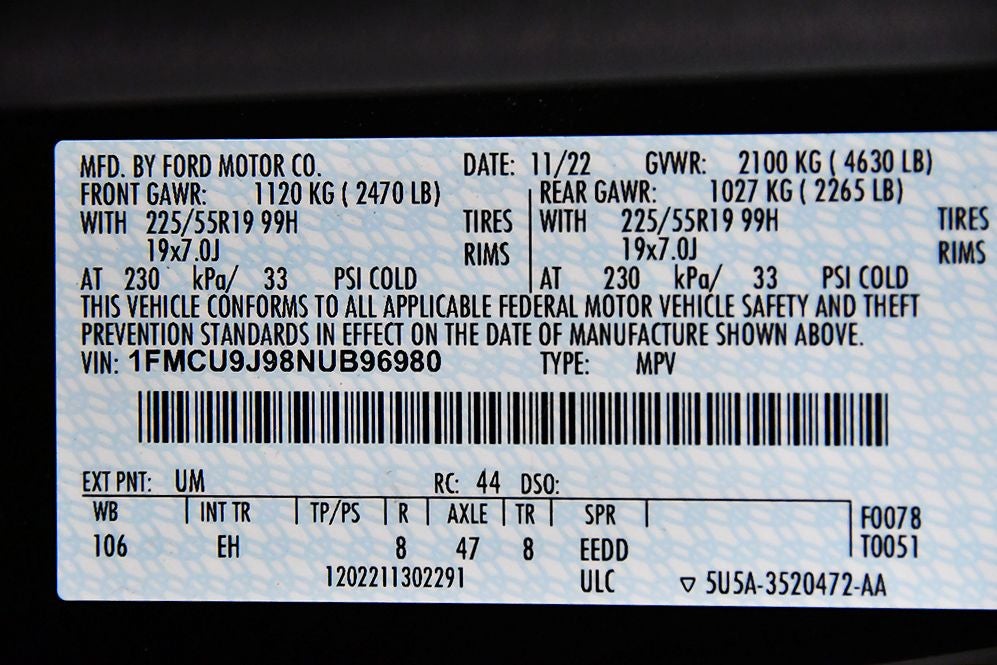 MFD. BY FORD MOTOR CO. DATE: 11/22 GVWR: 2100 KG ( 4630 LB)
FRONT GAWR: 1120 KG ( 2470 LB) REAR GAWR: 1027 KG ( 2265 LB)
WITH 225/55R19 99H TIRES WITH 225/55R19 99H TIRES
19x7.0J RIMS 19x7.0J RIMS
AT 230 kPa/ 33 PSI COLD AT 230 kPa/ 33 PSI COLD
THIS VEHICLE CONFORMS TO ALL APPLICABLE FEDERAL MOTOR VEHICLE SAFETY AND THEFT
PREVENTION STANDARDS IN EFFECT ON THE DATE OF MANUFACTURE SHOWN ABOVE.
VIN: 1FMCU9J98NUB96980 TYPE: MPV
EXT PNT: UM RC: 44 DSO:
WB INT TR TP/PS R AXLE TR SPR F0078
106 EH 8 47 8 EEDD T0051
1202211302291 ULC ▽ 5U5A-3520472-AA